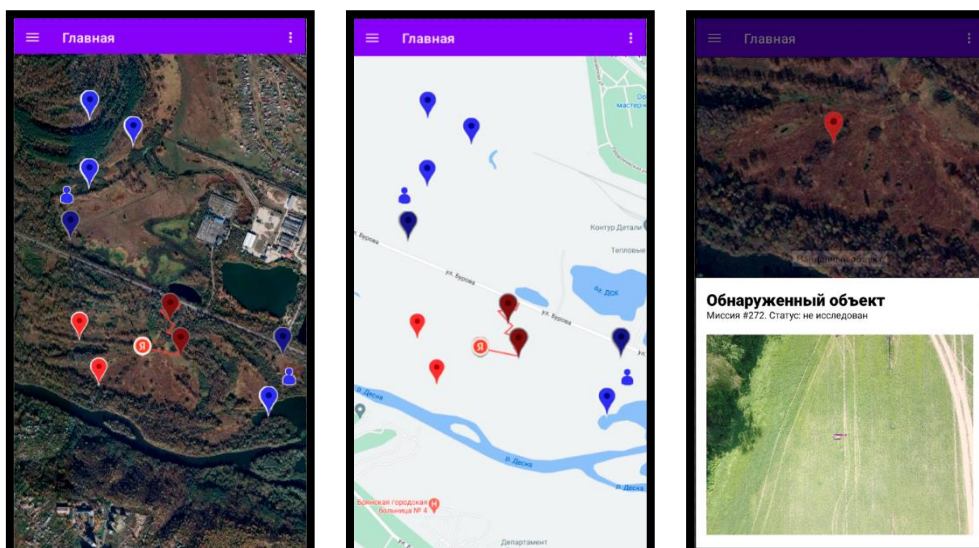 Главная
Главная
Контур Детали
Тепловые
ул. Бурова
ул. Бурова
оз. ДОК
Я
Я
р. Десна
р. Десна
р. Десна
Брянская городская
больница № 4
H
Департамент
Главная
Обнаруженный объект
Миссия #272. Статус: не исследован